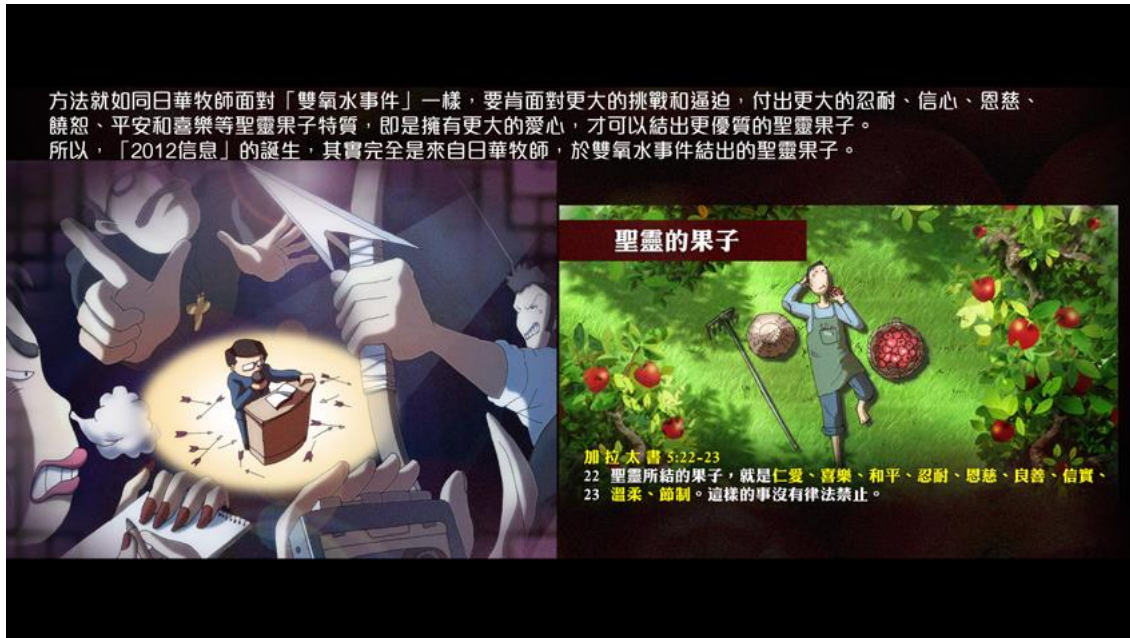 方法就如同日華牧師面對「雙氧水事件」一樣，要肯面對更大的挑戰和逼迫，付出更大的忍耐、信心、恩慈、
饒恕、平安和喜樂等聖靈果子特質，即是擁有更大的愛心，才可以結出更優質的聖靈果子。
所以，「2012信息」的誕生，其實完全是來自日華牧師，於雙氧水事件結出的聖靈果子。
聖靈的果子
加拉太書 5:22-23
22 聖靈所結的果子，就是仁愛、喜樂、和平、忍耐、恩慈、良善、信實、
23 溫柔、節制。這樣的事沒有律法禁止。